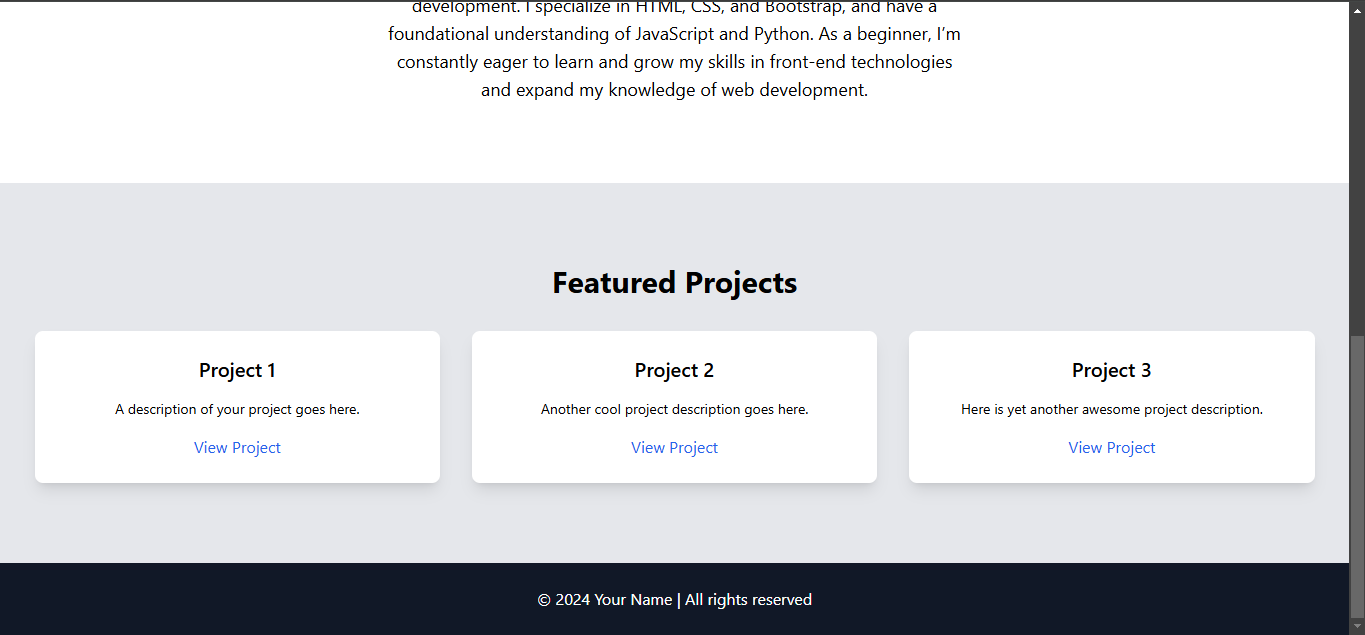 development. I specialize in HTML, CSS, and Bootstrap, and have a
foundational understanding of JavaScript and Python. As a beginner, I’m
constantly eager to learn and grow my skills in front-end technologies
and expand my knowledge of web development.
Featured Projects
Project 1
A description of your project goes here.
View Project
Project 2
Another cool project description goes here.
View Project
Project 3
Here is yet another awesome project description.
View Project
© 2024 Your Name | All rights reserved